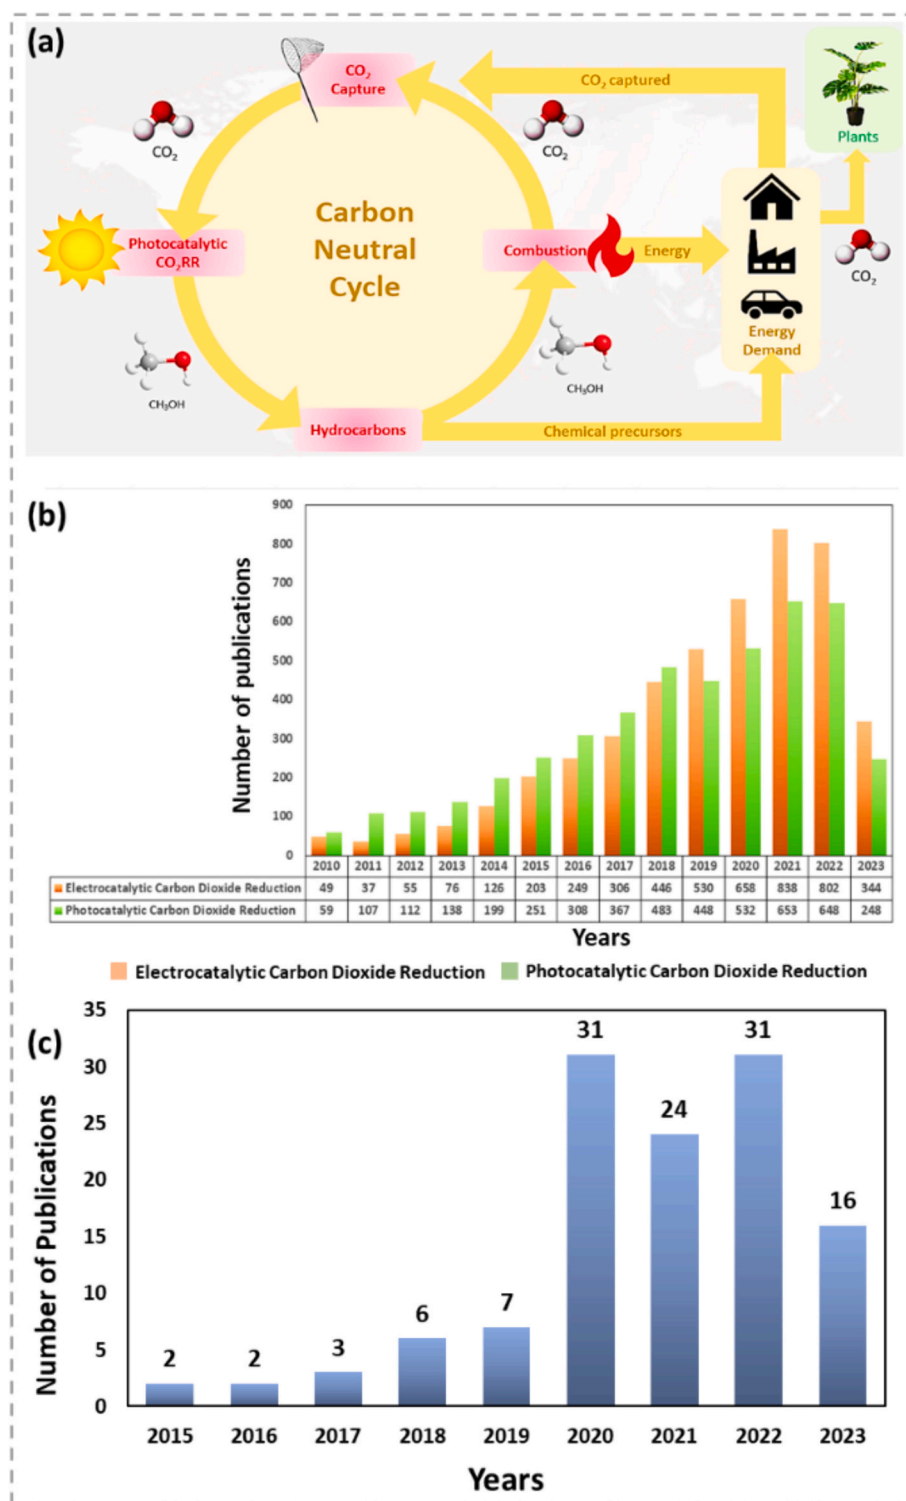 (a)
CO₂
Capture
CO₂ captured
Plants
CO₂
CO₂
Carbon
Neutral
Cycle
Photocatalytic
CO₂RR
Combustion
Energy
CO₂
Energy
Demand
CH₃OH
CH₃OH
Hydrocarbons
Chemical precursors
(b)
Number of publications
900
800
700
600
500
400
300
200
100
0
2010 2011 2012 2013 2014 2015 2016 2017 2018 2019 2020 2021 2022 2023
Electrocatalytic Carbon Dioxide Reduction 49 37 55 76 126 203 249 306 446 530 658 838 802 344
Photocatalytic Carbon Dioxide Reduction 59 107 112 138 199 251 308 367 483 448 532 653 648 248
Years
Electrocatalytic Carbon Dioxide Reduction Photocatalytic Carbon Dioxide Reduction
(c)
Number of Publications
35
30
25
20
15
10
5
0
2
2
3
6
7
31
24
31
16
2015 2016 2017 2018 2019 2020 2021 2022 2023
Years